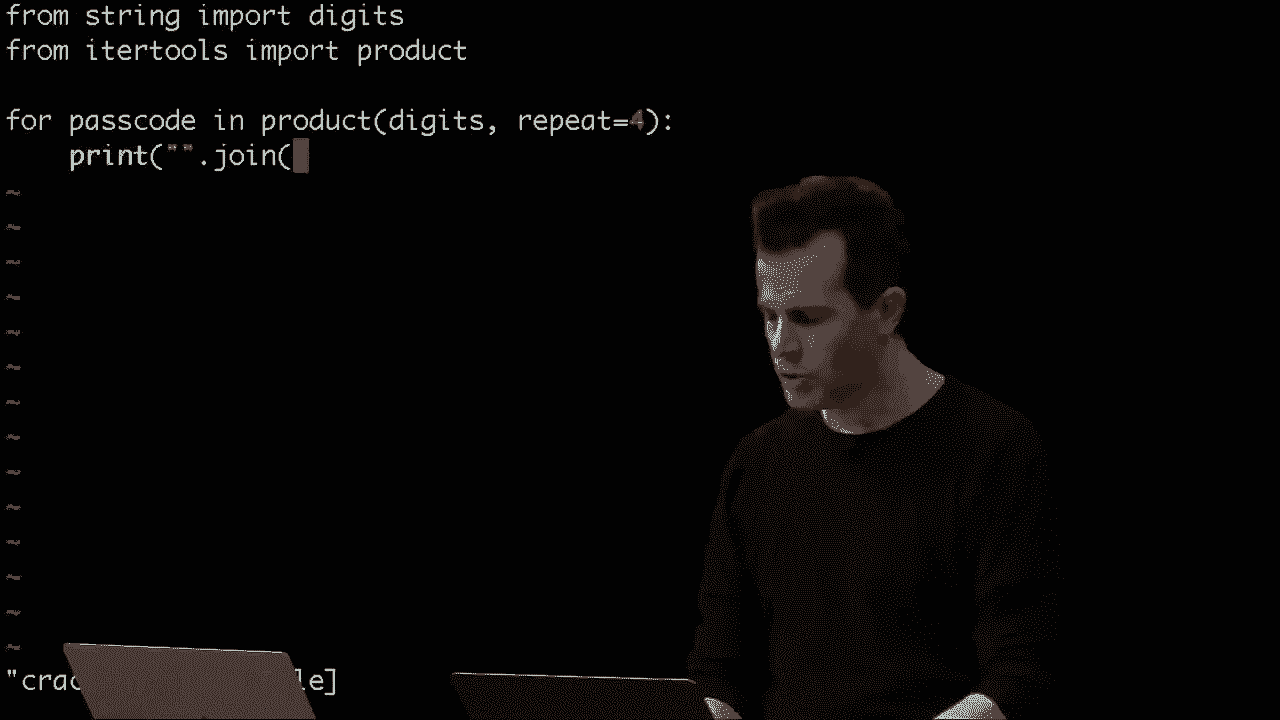 from string import digits
from itertools import product
for passcode in product(digits, repeat=4):
    print("".join(
~
~
~
~
~
~
~
~
~
~
~
~
~
~
"crac le]